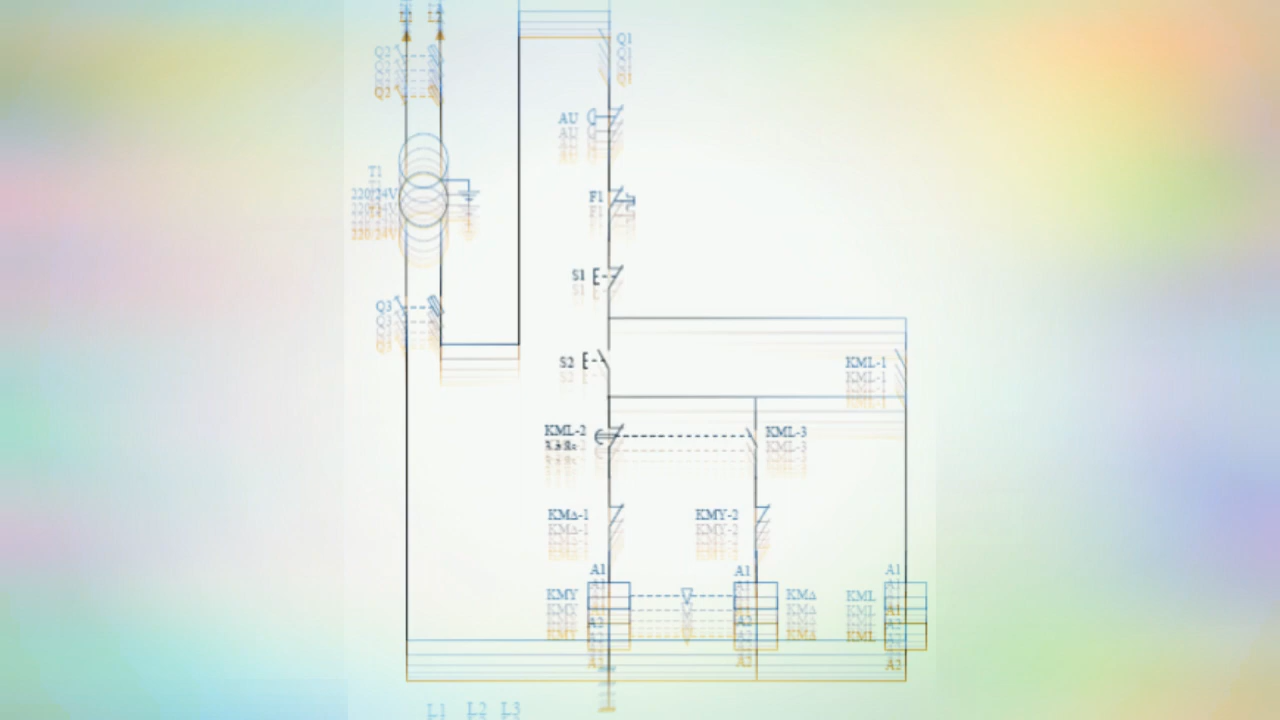 L1 L2
Q2
Q1
AU
T1
220/24V
F1
S1
Q3
S2
KML-1
KML-2
KML-3
KMΔ-1
KMY-2
A1 A1 A1
KMY
KMΔ
KML
A2 A2 A2
L1 L2 L3